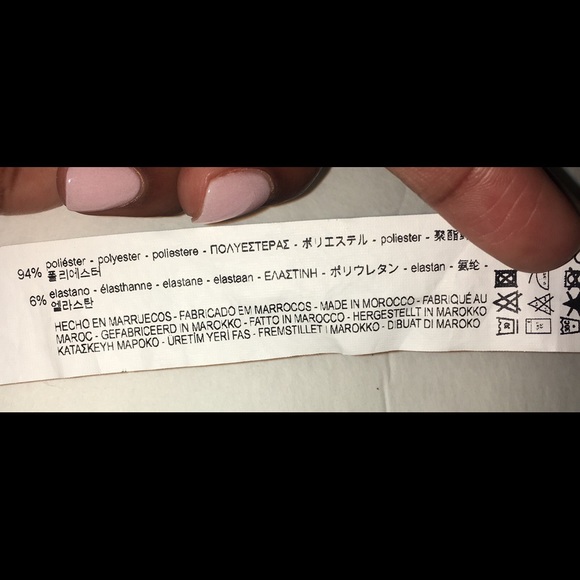 94% poliéster - polyester - poliestere - ΠΟΛΥΕΣΤΕΡΑΣ - ポリエステル - poliester - 聚酯
폴리에스터
6% elastano - élasthanne - elastane - elastaan - ΕΛΑΣΤΙΝΗ - ポリウレタン - elastan - 氨纶 -
엘라스탄
HECHO EN MARRUECOS - FABRICADO EM MARROCOS - MADE IN MOROCCO - FABRIQUÉ AU
MAROC - GEFABRICEERD IN MAROKKO - FATTO IN MAROCCO - HERGESTELLT IN MAROKKO
ΚΑΤΑΣΚΕΥΗ ΜΑΡΟΚΟ - ÜRETİM YERİ FAS - FREMSTILLET I MAROKKO - DIBUAT DI MAROKO